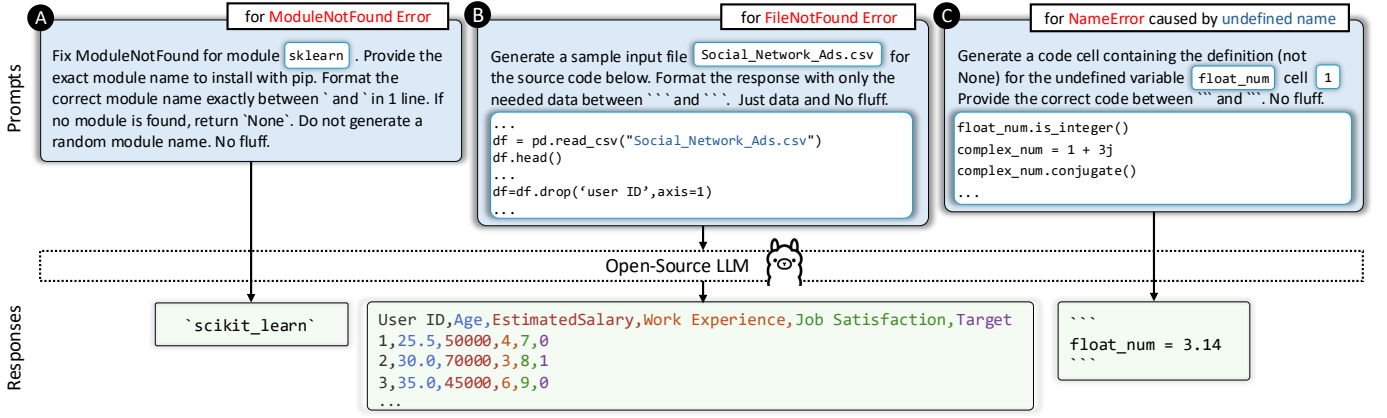 A
for ModuleNotFound Error
Fix ModuleNotFound for module sklearn . Provide the
exact module name to install with pip. Format the
correct module name exactly between ` and ` in 1 line. If
no module is found, return `None`. Do not generate a
random module name. No fluff.
B
for FileNotFound Error
Generate a sample input file Social_Network_Ads.csv for
the source code below. Format the response with only the
needed data between ``` and ```. Just data and No fluff.
...
df = pd.read_csv("Social_Network_Ads.csv")
df.head()
...
df=df.drop(‘user ID’,axis=1)
...
C
for NameError caused by undefined name
Generate a code cell containing the definition (not
None) for the undefined variable float_num cell 1
Provide the correct code between ``` and ```. No fluff.
float_num.is_integer()
complex_num = 1 + 3j
complex_num.conjugate()
...
Prompts
Open-Source LLM
Responses
`scikit_learn`
User ID,Age,EstimatedSalary,Work Experience,Job Satisfaction,Target
1,25.5,50000,4,7,0
2,30.0,70000,3,8,1
3,35.0,45000,6,9,0
...
```
float_num = 3.14
```